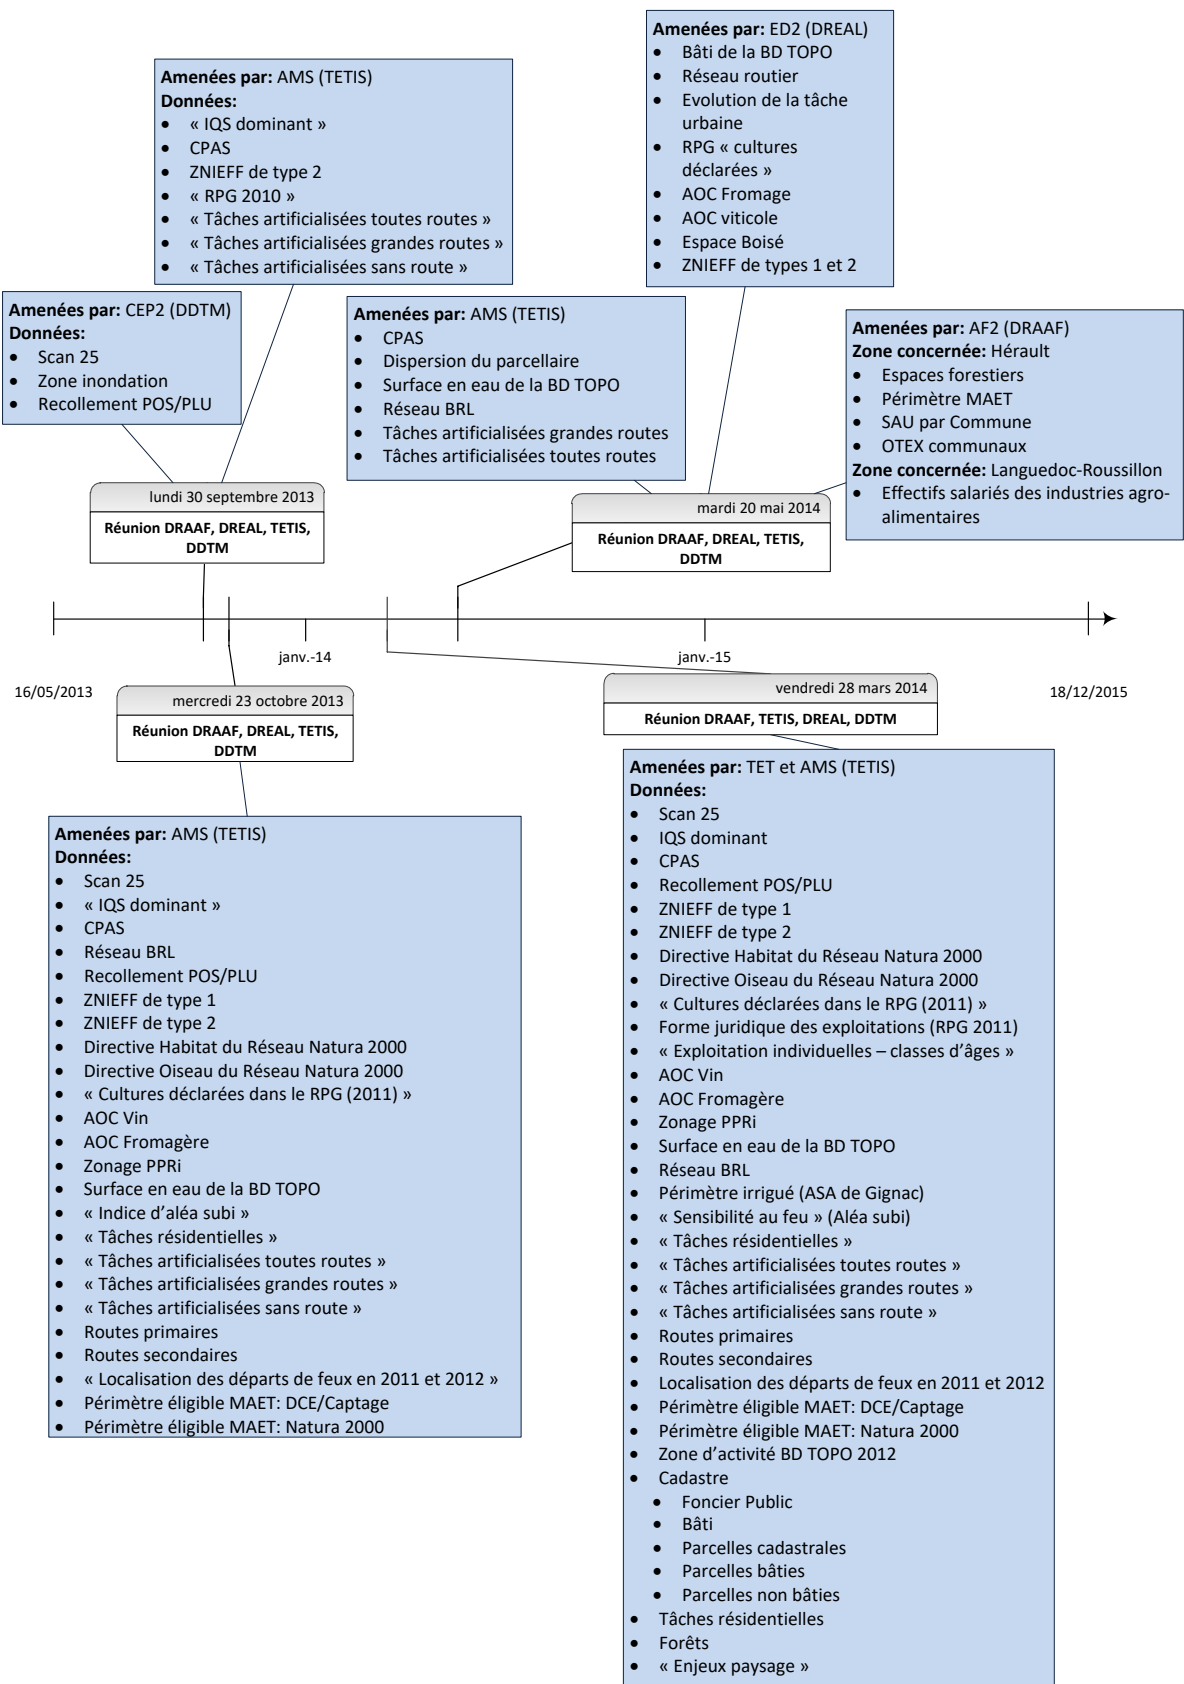 Amenées par: ED2 (DREAL)
• Bâti de la BD TOPO
• Réseau routier
• Evolution de la tâche
urbaine
• RPG « cultures
déclarées »
• AOC Fromage
• AOC viticole
• Espace Boisé
• ZNIEFF de types 1 et 2
Amenées par: AMS (TETIS)
Données:
• « IQS dominant »
• CPAS
• ZNIEFF de type 2
• « RPG 2010 »
• « Tâches artificialisées toutes routes »
• « Tâches artificialisées grandes routes »
• « Tâches artificialisées sans route »
Amenées par: CEP2 (DDTM)
Données:
• Scan 25
• Zone inondation
• Recollement POS/PLU
Amenées par: AMS (TETIS)
• CPAS
• Dispersion du parcellaire
• Surface en eau de la BD TOPO
• Réseau BRL
• Tâches artificialisées grandes routes
• Tâches artificialisées toutes routes
Amenées par: AF2 (DRAAF)
Zone concernée: Hérault
• Espaces forestiers
• Périmètre MAET
• SAU par Commune
• OTEX communaux
Zone concernée: Languedoc-Roussillon
• Effectifs salariés des industries agro-
alimentaires
lundi 30 septembre 2013
Réunion DRAAF, DREAL, TETIS,
DDTM
mardi 20 mai 2014
Réunion DRAAF, DREAL, TETIS,
DDTM
janv.-14
janv.-15
16/05/2013
18/12/2015
mercredi 23 octobre 2013
Réunion DRAAF, DREAL, TETIS,
DDTM
vendredi 28 mars 2014
Réunion DRAAF, TETIS, DREAL, DDTM
Amenées par: AMS (TETIS)
Données:
• Scan 25
• « IQS dominant »
• CPAS
• Réseau BRL
• Recollement POS/PLU
• ZNIEFF de type 1
• ZNIEFF de type 2
• Directive Habitat du Réseau Natura 2000
• Directive Oiseau du Réseau Natura 2000
• « Cultures déclarées dans le RPG (2011) »
• AOC Vin
• AOC Fromagère
• Zonage PPRi
• Surface en eau de la BD TOPO
• « Indice d’aléa subi »
• « Tâches résidentielles »
• « Tâches artificialisées toutes routes »
• « Tâches artificialisées grandes routes »
• « Tâches artificialisées sans route »
• Routes primaires
• Routes secondaires
• « Localisation des départs de feux en 2011 et 2012 »
• Périmètre éligible MAET: DCE/Captage
• Périmètre éligible MAET: Natura 2000
Amenées par: TET et AMS (TETIS)
Données:
• Scan 25
• IQS dominant
• CPAS
• Recollement POS/PLU
• ZNIEFF de type 1
• ZNIEFF de type 2
• Directive Habitat du Réseau Natura 2000
• Directive Oiseau du Réseau Natura 2000
• « Cultures déclarées dans le RPG (2011) »
• Forme juridique des exploitations (RPG 2011)
• « Exploitation individuelles – classes d’âges »
• AOC Vin
• AOC Fromagère
• Zonage PPRi
• Surface en eau de la BD TOPO
• Réseau BRL
• Périmètre irrigué (ASA de Gignac)
• « Sensibilité au feu » (Aléa subi)
• « Tâches résidentielles »
• « Tâches artificialisées toutes routes »
• « Tâches artificialisées grandes routes »
• « Tâches artificialisées sans route »
• Routes primaires
• Routes secondaires
• Localisation des départs de feux en 2011 et 2012
• Périmètre éligible MAET: DCE/Captage
• Périmètre éligible MAET: Natura 2000
• Zone d’activité BD TOPO 2012
• Cadastre
• Foncier Public
• Bâti
• Parcelles cadastrales
• Parcelles bâties
• Parcelles non bâties
• Tâches résidentielles
• Forêts
• « Enjeux paysage »